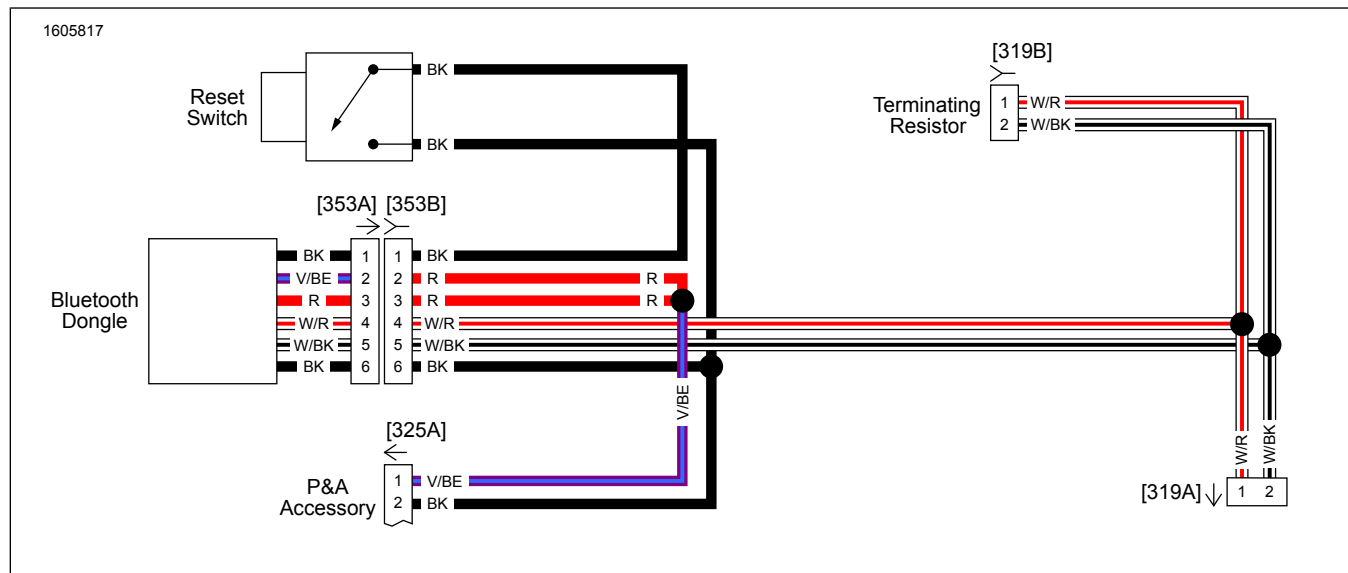 1605817
Reset
Switch
BK
BK
[319B]
Terminating
Resistor
1 W/R
2 W/BK
[353A] [353B]
Bluetooth
Dongle
BK 1 1 BK
V/BE 2 2 R R
R 3 3 R R
W/R 4 4 W/R
W/BK 5 5 W/BK
BK 6 6 BK
V/BE
[325A]
P&A
Accessory
1 V/BE
2 BK
W/R
W/BK
[319A] 1 2